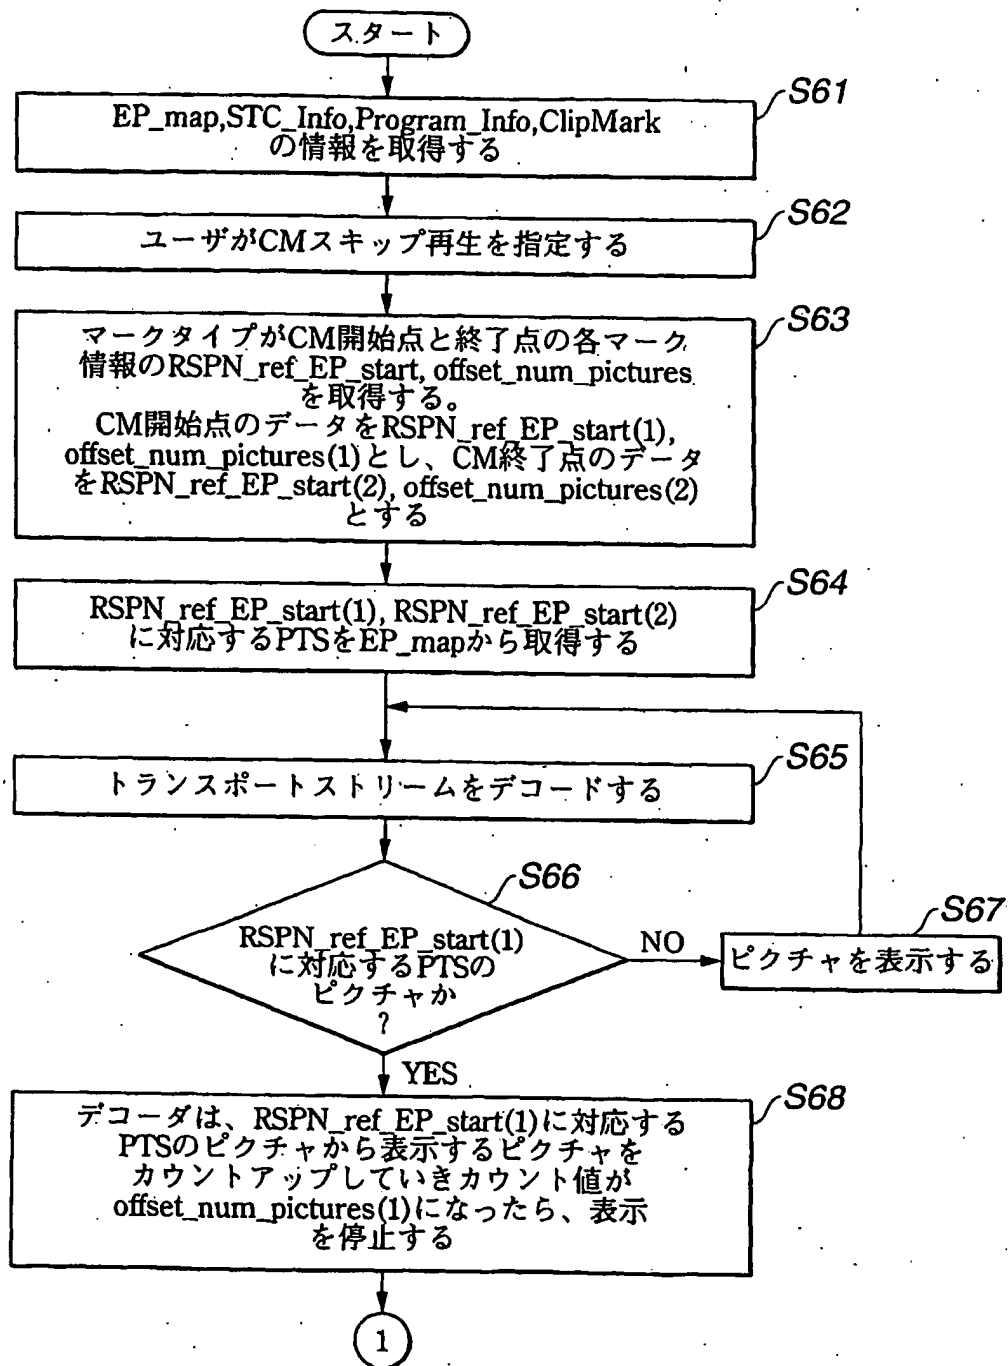 スタート
S61
EP_map,STC_Info,Program_Info,ClipMark
の情報を取得する
S62
ユーザがCMスキップ再生を指定する
S63
マークタイプがCM開始点と終了点の各マーク
情報のRSPN_ref_EP_start, offset_num_pictures
を取得する。
CM開始点のデータをRSPN_ref_EP_start(1),
offset_num_pictures(1)とし、CM終了点のデータ
をRSPN_ref_EP_start(2), offset_num_pictures(2)
とする
S64
RSPN_ref_EP_start(1), RSPN_ref_EP_start(2)
に対応するPTSをEP_mapから取得する
S65
トランスポートストリームをデコードする
S66
RSPN_ref_EP_start(1)
に対応するPTSの
ピクチャか
?
NO
S67
ピクチャを表示する
YES
S68
デコーダは、RSPN_ref_EP_start(1)に対応する
PTSのピクチャから表示するピクチャを
カウントアップしていきカウント値が
offset_num_pictures(1)になったら、表示
を停止する
1